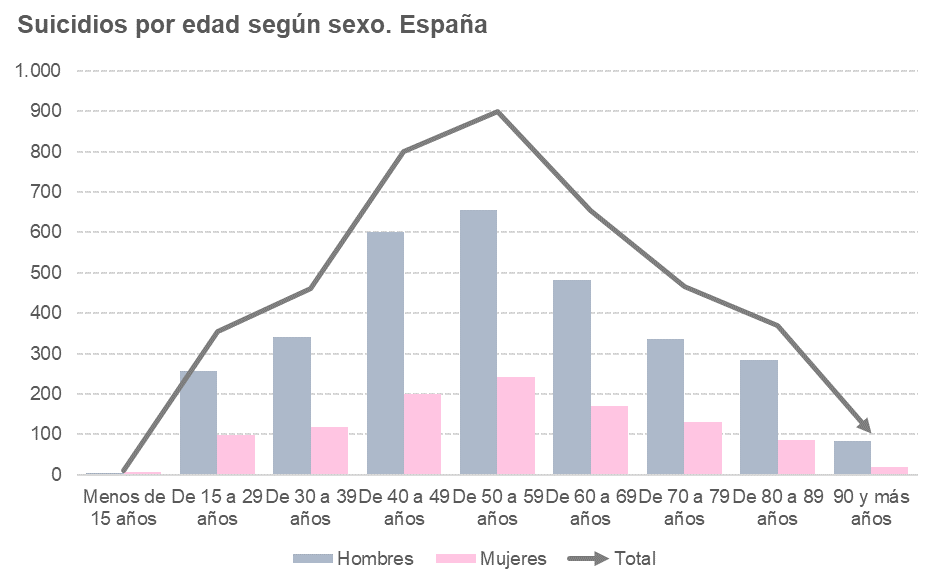 Suicidios por edad según sexo. España
1.000
900
800
700
600
500
400
300
200
100
0
Menos de De 15 a 29 De 30 a 39 De 40 a 49 De 50 a 59 De 60 a 69 De 70 a 79 De 80 a 89 90 y más
15 años años años años años años años años años
Hombres Mujeres Total